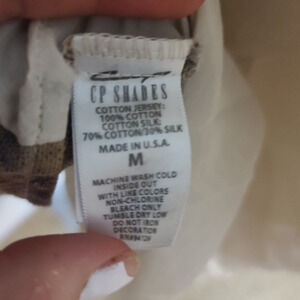 CP SHADES
COTTON JERSEY:
100% COTTON
COTTON SILK:
70% COTTON/30% SILK
MADE IN U.S.A.
M
MACHINE WASH COLD
INSIDE OUT
WITH LIKE COLORS
NON-CHLORINE
BLEACH ONLY
TUMBLE DRY LOW
DO NOT IRON
DECORATION